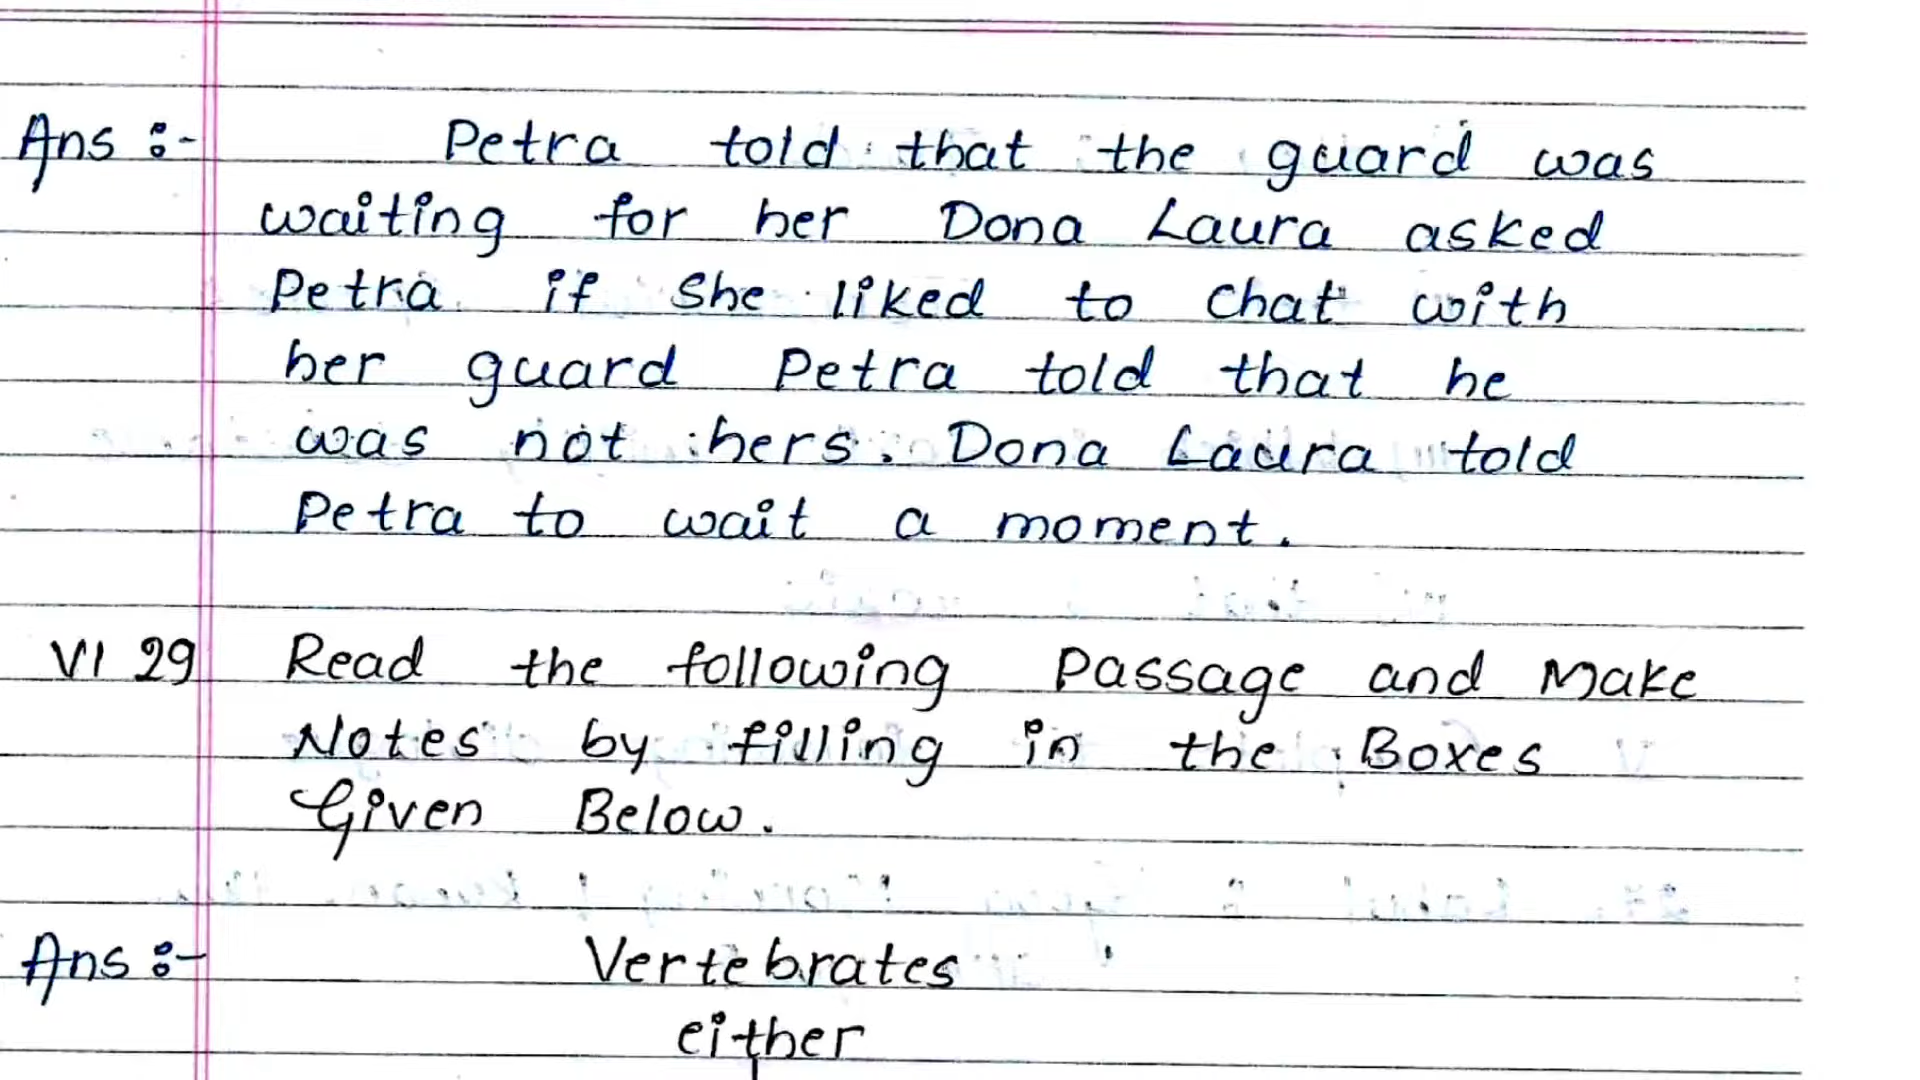 Ans :- Petra told that the guard was
waiting for her Dona Laura asked
Petra if She liked to Chat with
her guard Petra told that he
was not hers. Dona Laura told
Petra to wait a moment.
VI 29 Read the following Passage and Make
Notes by filling in the Boxes
Given Below.
Ans :- Vertebrates
either